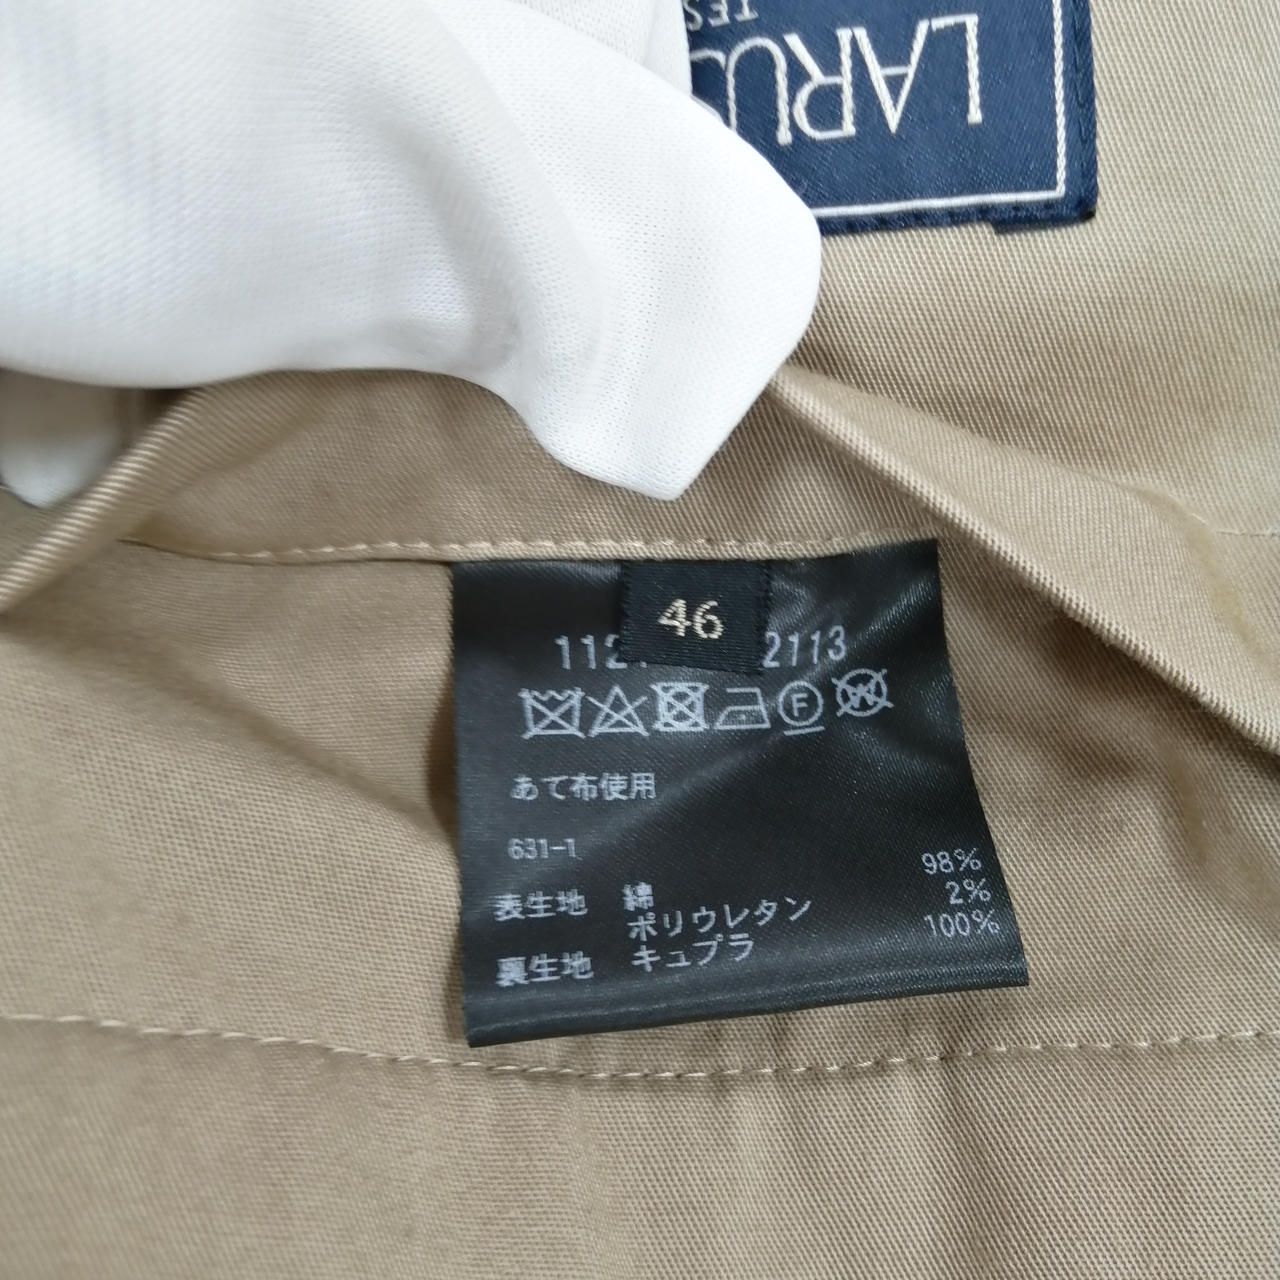 LARU
TES
46
112
2113
F
W
あて布使用
631-1
表生地 綿 98%
ポリウレタン 2%
裏生地 キュプラ 100%